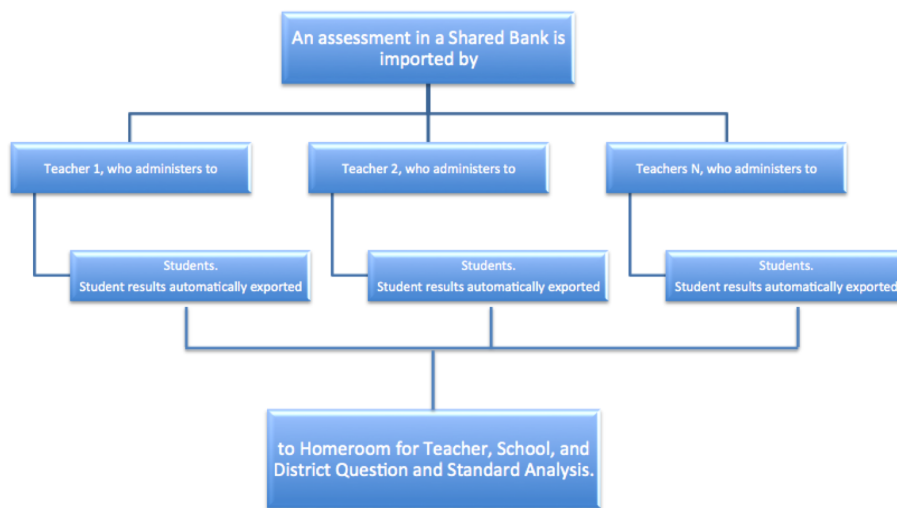 An assessment in a Shared Bank is
imported by
Teacher 1, who administers to
Teacher 2, who administers to
Teachers N, who administers to
Students.
Student results automatically exported
Students.
Student results automatically exported
Students.
Student results automatically exported
to Homeroom for Teacher, School, and
District Question and Standard Analysis.